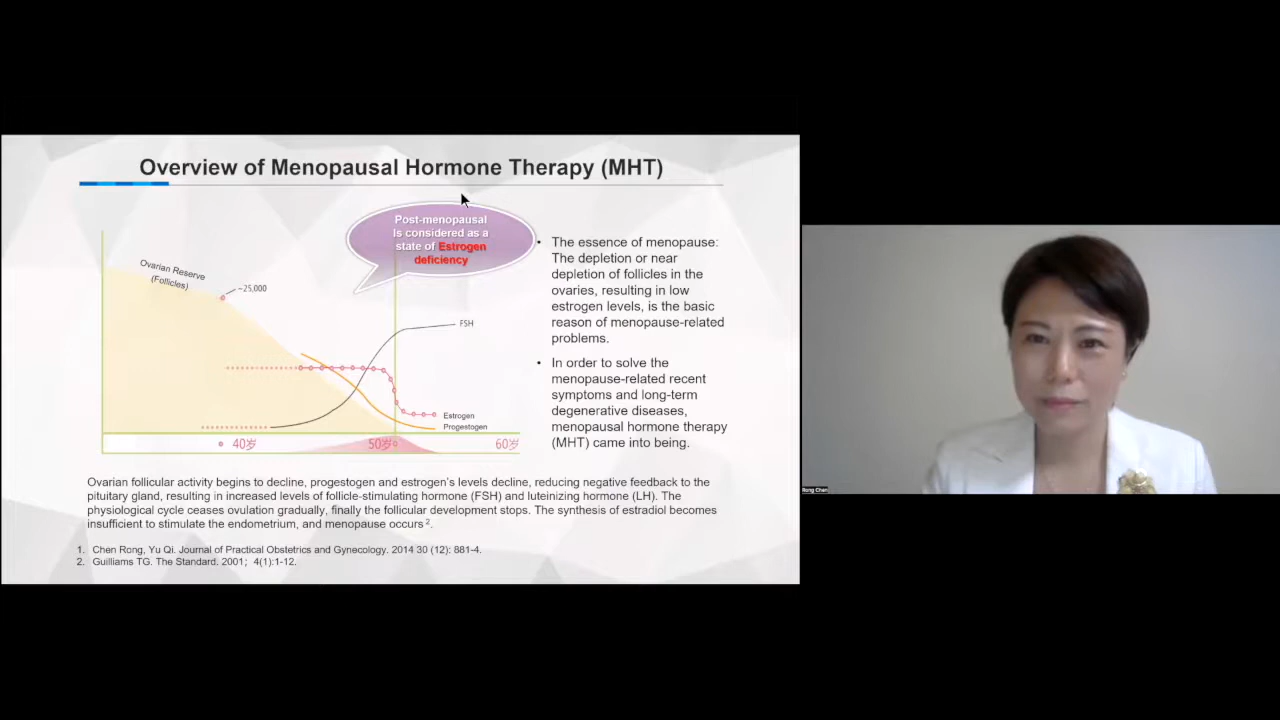 Overview of Menopausal Hormone Therapy (MHT)
Post-menopausal
Is considered as a
state of Estrogen
deficiency
Ovarian Reserve
(Follicles)
~25,000
FSH
Estrogen
Progestogen
40岁
50岁
60岁
• The essence of menopause:
The depletion or near
depletion of follicles in the
ovaries, resulting in low
estrogen levels, is the basic
reason of menopause-related
problems.
• In order to solve the
menopause-related recent
symptoms and long-term
degenerative diseases,
menopausal hormone therapy
(MHT) came into being.
Ovarian follicular activity begins to decline, progestogen and estrogen's levels decline, reducing negative feedback to the
pituitary gland, resulting in increased levels of follicle-stimulating hormone (FSH) and luteinizing hormone (LH). The
physiological cycle ceases ovulation gradually, finally the follicular development stops. The synthesis of estradiol becomes
insufficient to stimulate the endometrium, and menopause occurs 2.
1. Chen Rong, Yu Qi. Journal of Practical Obstetrics and Gynecology. 2014 30 (12): 881-4.
2. Guilliams TG. The Standard. 2001; 4(1):1-12.
Rong Chen